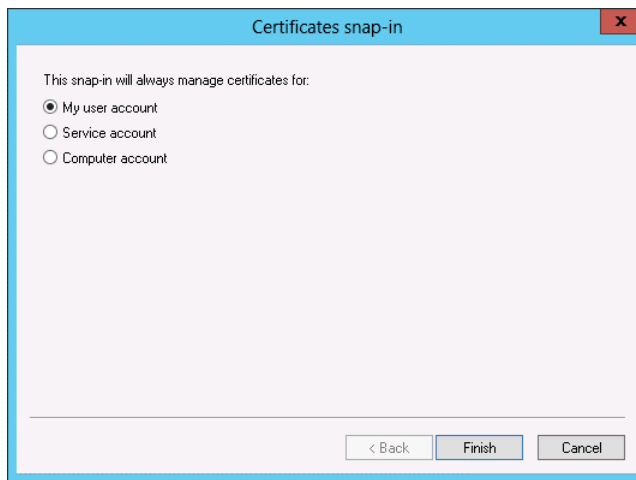 Certificates snap-in
x
This snap-in will always manage certificates for:
My user account
Service account
Computer account
< Back
Finish
Cancel